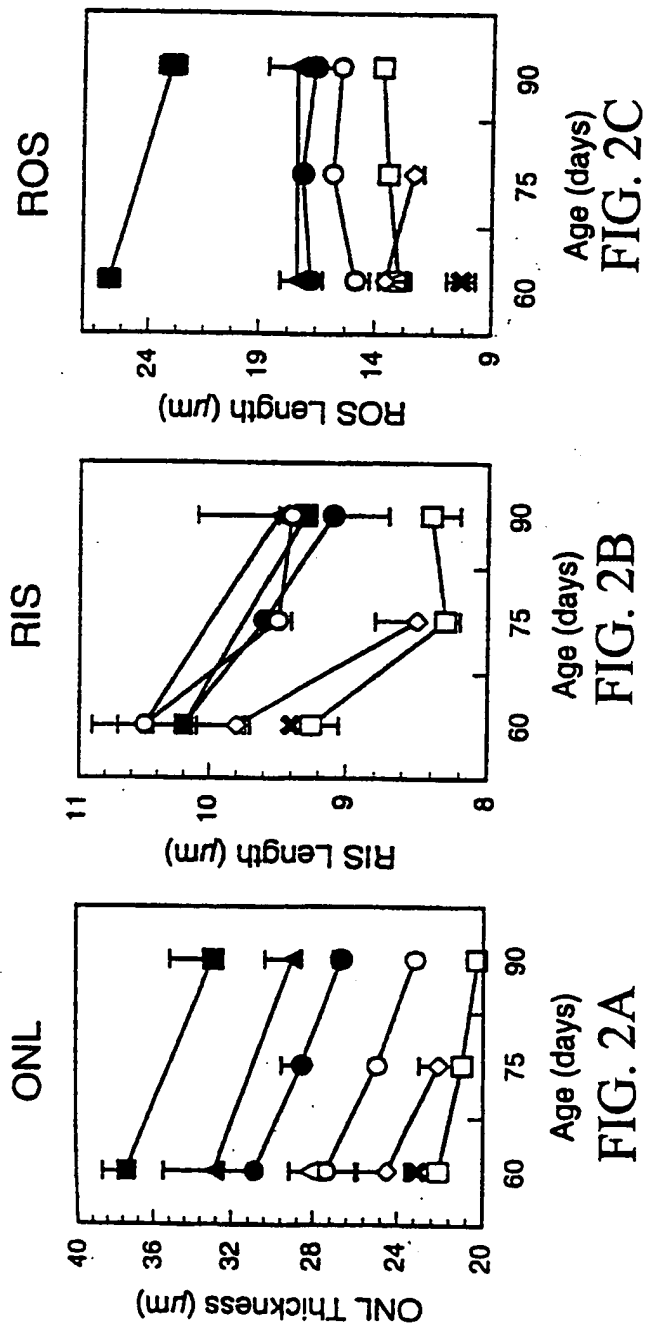 ONL
ONL Thickness (μm)
40
36
32
28
24
20
60
75
90
Age (days)
FIG. 2A
RIS
RIS Length (μm)
11
10
9
8
60
75
90
Age (days)
FIG. 2B
ROS
ROS Length (μm)
24
19
14
9
60
75
90
Age (days)
FIG. 2C